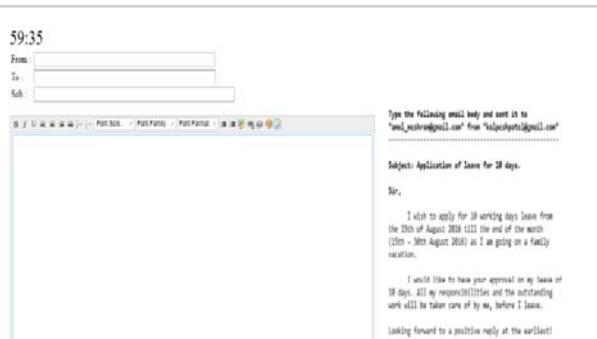 59:35
From :
To :
Sub :
B I U Font Size... Font Family Font Format
Type the following email body and sent it to
"amol_meshram@gmail.com" from "kalpeshpatel@gmail.com"
Subject: Application of leave for 10 days.
Sir,
I wish to apply for 10 working days leave from
the 15th of August 2016 till the end of the month
(15th - 30th August 2016) as I am going on a family
vacation.
I would like to have your approval on my leave of
10 days. All my responsibilities and the outstanding
work will be taken care of by me, before I leave.
Looking forward to a positive reply at the earliest!